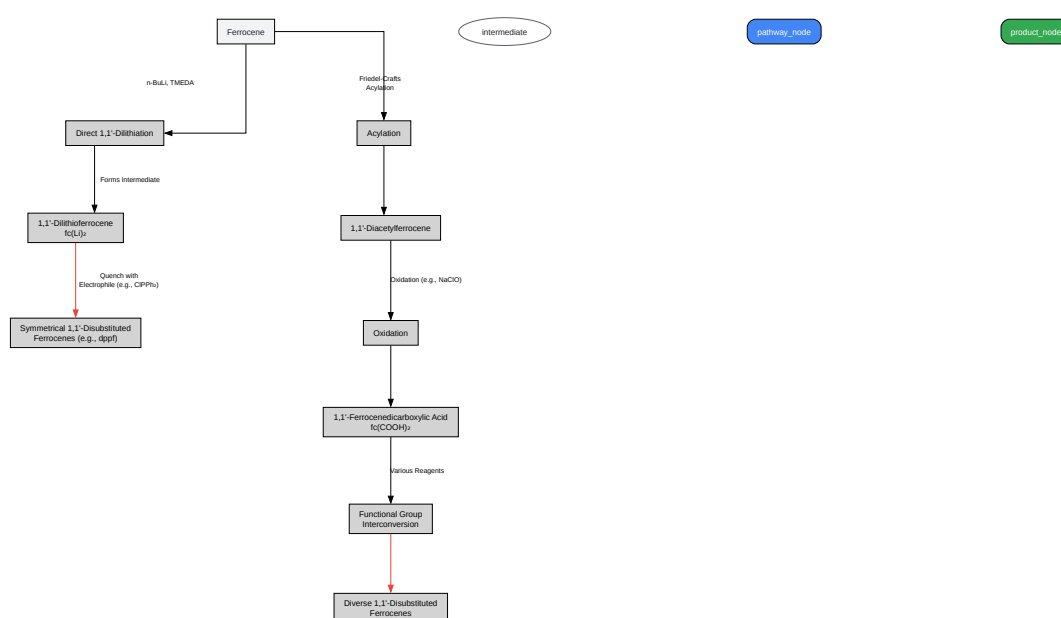 Ferrocene
intermediate
pathway_node
product_node
n-BuLi, TMEDA
Friedel-Crafts
Acylation
Direct 1,1'-Dilithiation
Acylation
Forms Intermediate
1,1'-Dilithioferrocene
fc(Li)₂
1,1'-Diacetylferrocene
Quench with
Electrophile (e.g., ClPPh₂)
Oxidation (e.g., NaClO)
Symmetrical 1,1'-Disubstituted
Ferrocenes (e.g., dppf)
Oxidation
1,1'-Ferrocenedicarboxylic Acid
fc(COOH)₂
Various Reagents
Functional Group
Interconversion
Diverse 1,1'-Disubstituted
Ferrocenes